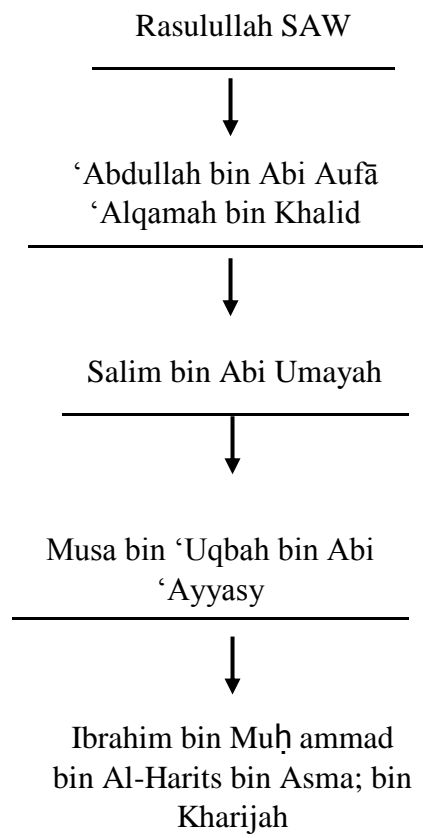 Rasulullah SAW
‘Abdullah bin Abi Aufā
‘Alqamah bin Khalid
Salim bin Abi Umayah
Musa bin ‘Uqbah bin Abi
‘Ayyasy
Ibrahim bin Muḥ ammad
bin Al-Harits bin Asma; bin
Kharijah